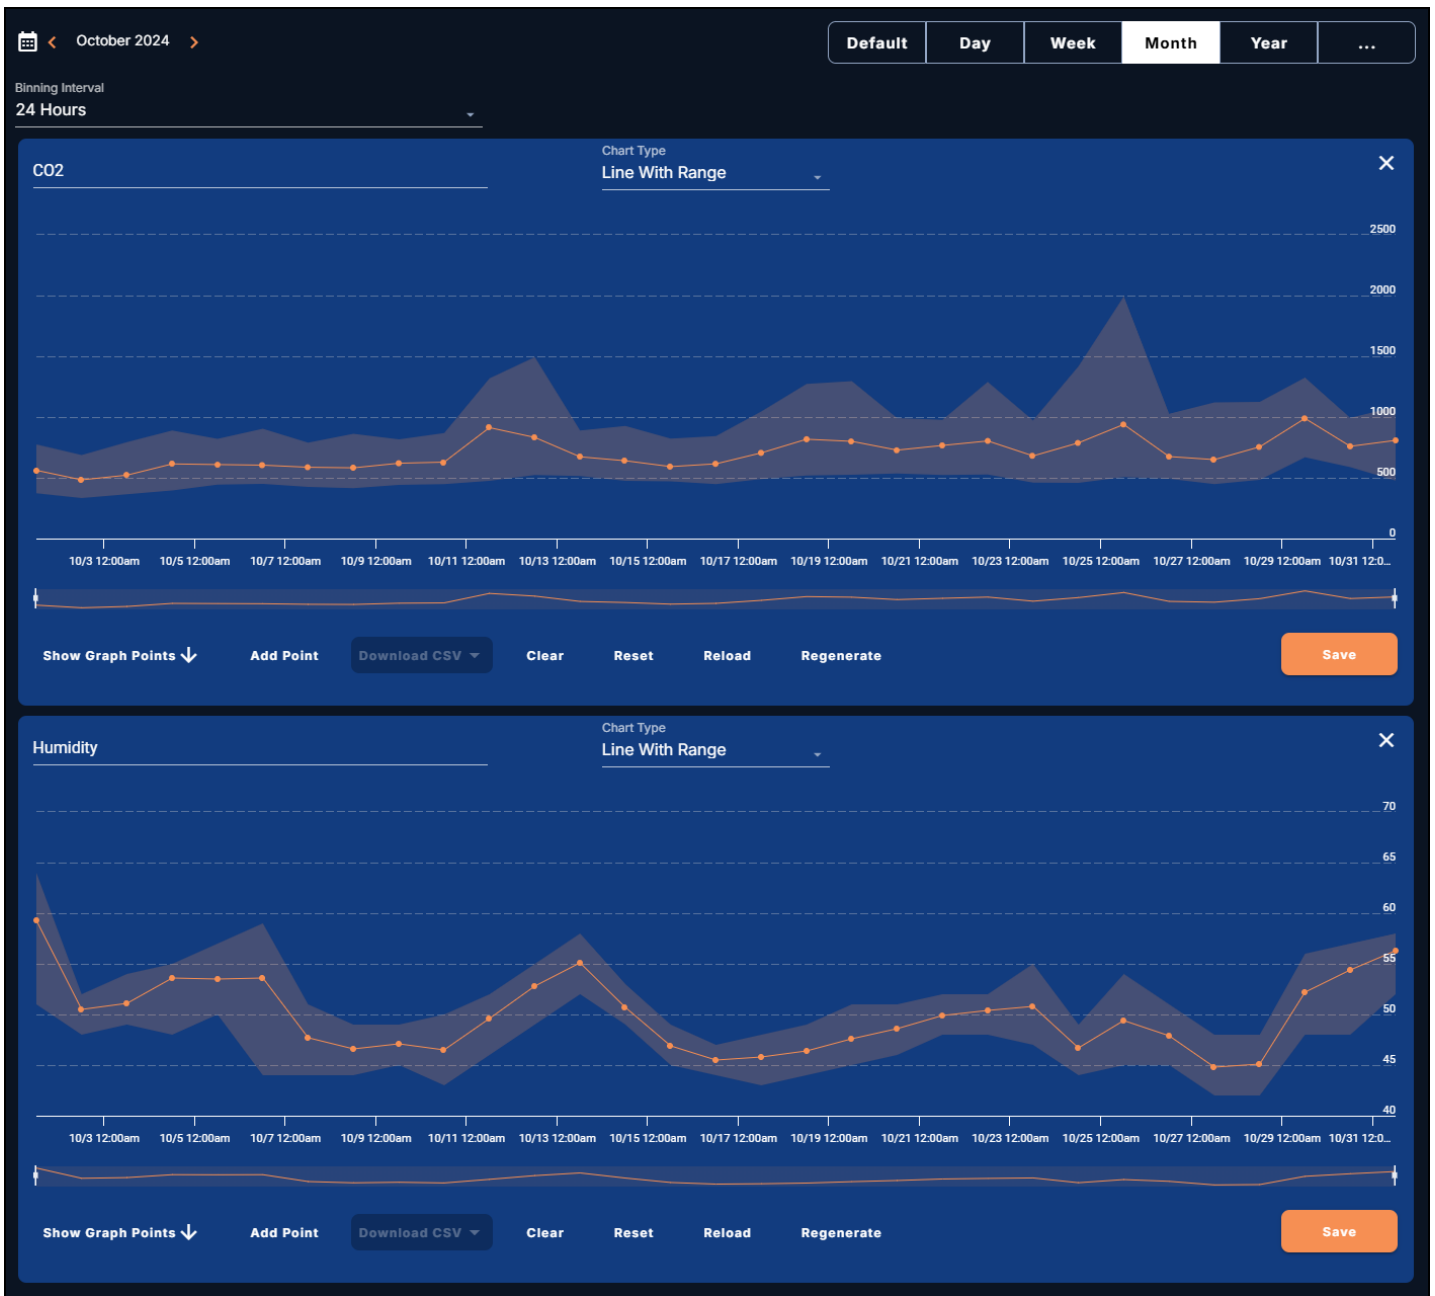 October 2024
Default Day Week Month Year ...
Binning Interval
24 Hours
CO2
Chart Type
Line With Range
2500
2000
1500
1000
500
0
10/3 12:00am 10/5 12:00am 10/7 12:00am 10/9 12:00am 10/11 12:00am 10/13 12:00am 10/15 12:00am 10/17 12:00am 10/19 12:00am 10/21 12:00am 10/23 12:00am 10/25 12:00am 10/27 12:00am 10/29 12:00am 10/31 12:0...
Show Graph Points Add Point Download CSV Clear Reset Reload Regenerate Save
Humidity
Chart Type
Line With Range
70
65
60
55
50
45
40
10/3 12:00am 10/5 12:00am 10/7 12:00am 10/9 12:00am 10/11 12:00am 10/13 12:00am 10/15 12:00am 10/17 12:00am 10/19 12:00am 10/21 12:00am 10/23 12:00am 10/25 12:00am 10/27 12:00am 10/29 12:00am 10/31 12:0...
Show Graph Points Add Point Download CSV Clear Reset Reload Regenerate Save